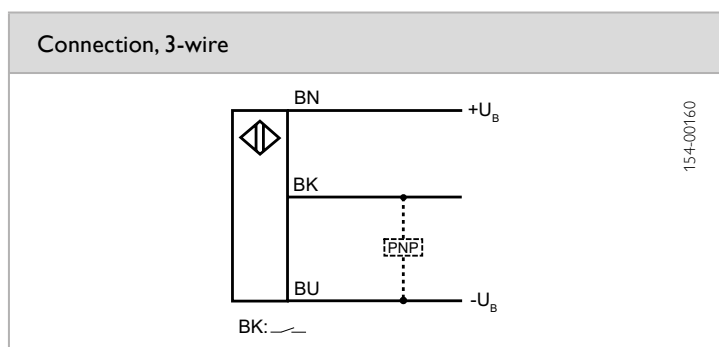 Connection, 3-wire
BN
+U_B
154-00160
BK
PNP
BU
-U_B
BK: